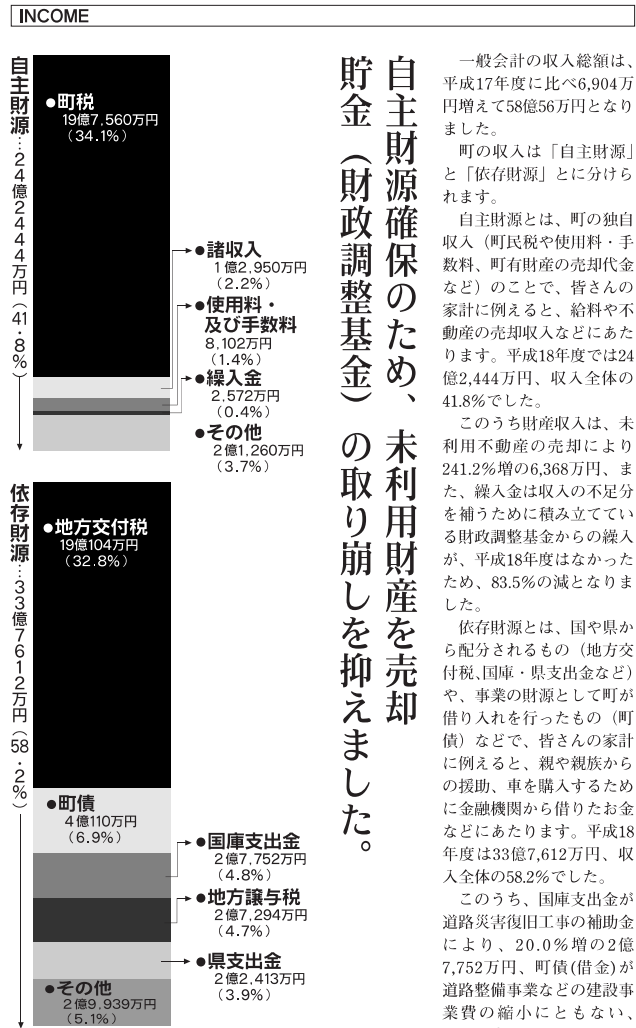 INCOME
自主財源…24億2444万円(41・8%)
●町税
19億7,560万円
(34.1%)
●諸収入
1億2,950万円
(2.2%)
●使用料・
及び手数料
8,102万円
(1.4%)
●繰入金
2,572万円
(0.4%)
●その他
2億1,260万円
(3.7%)
依存財源…33億7612万円(58・2%)
●地方交付税
19億104万円
(32.8%)
●町債
4億110万円
(6.9%)
●国庫支出金
2億7,752万円
(4.8%)
●地方譲与税
2億7,294万円
(4.7%)
●県支出金
2億2,413万円
(3.9%)
●その他
2億9,939万円
(5.1%)
自主財源確保のため、未利用財産を売却
貯金(財政調整基金)の取り崩しを抑えました。
一般会計の収入総額は、
平成17年度に比べ6,904万
円増えて58億56万円となり
ました。
町の収入は「自主財源」
と「依存財源」とに分けら
れます。
自主財源とは、町の独自
収入(町民税や使用料・手
数料、町有財産の売却代金
など)のことで、皆さんの
家計に例えると、給料や不
動産の売却収入などにあた
ります。平成18年度では24
億2,444万円、収入全体の
41.8%でした。
このうち財産収入は、未
利用不動産の売却により
241.2%増の6,368万円、ま
た、繰入金は収入の不足分
を補うために積み立ててい
る財政調整基金からの繰入
が、平成18年度はなかった
ため、83.5%の減となりま
した。
依存財源とは、国や県か
ら配分されるもの(地方交
付税、国庫・県支出金など)
や、事業の財源として町が
借り入れを行ったもの(町
債)などで、皆さんの家計
に例えると、親や親族から
の援助、車を購入するため
に金融機関から借りたお金
などにあたります。平成18
年度は33億7,612万円、収
入全体の58.2%でした。
このうち、国庫支出金が
道路災害復旧工事の補助金
により、20.0%増の2億
7,752万円、町債(借金)が
道路整備事業などの建設事
業費の縮小にともない、